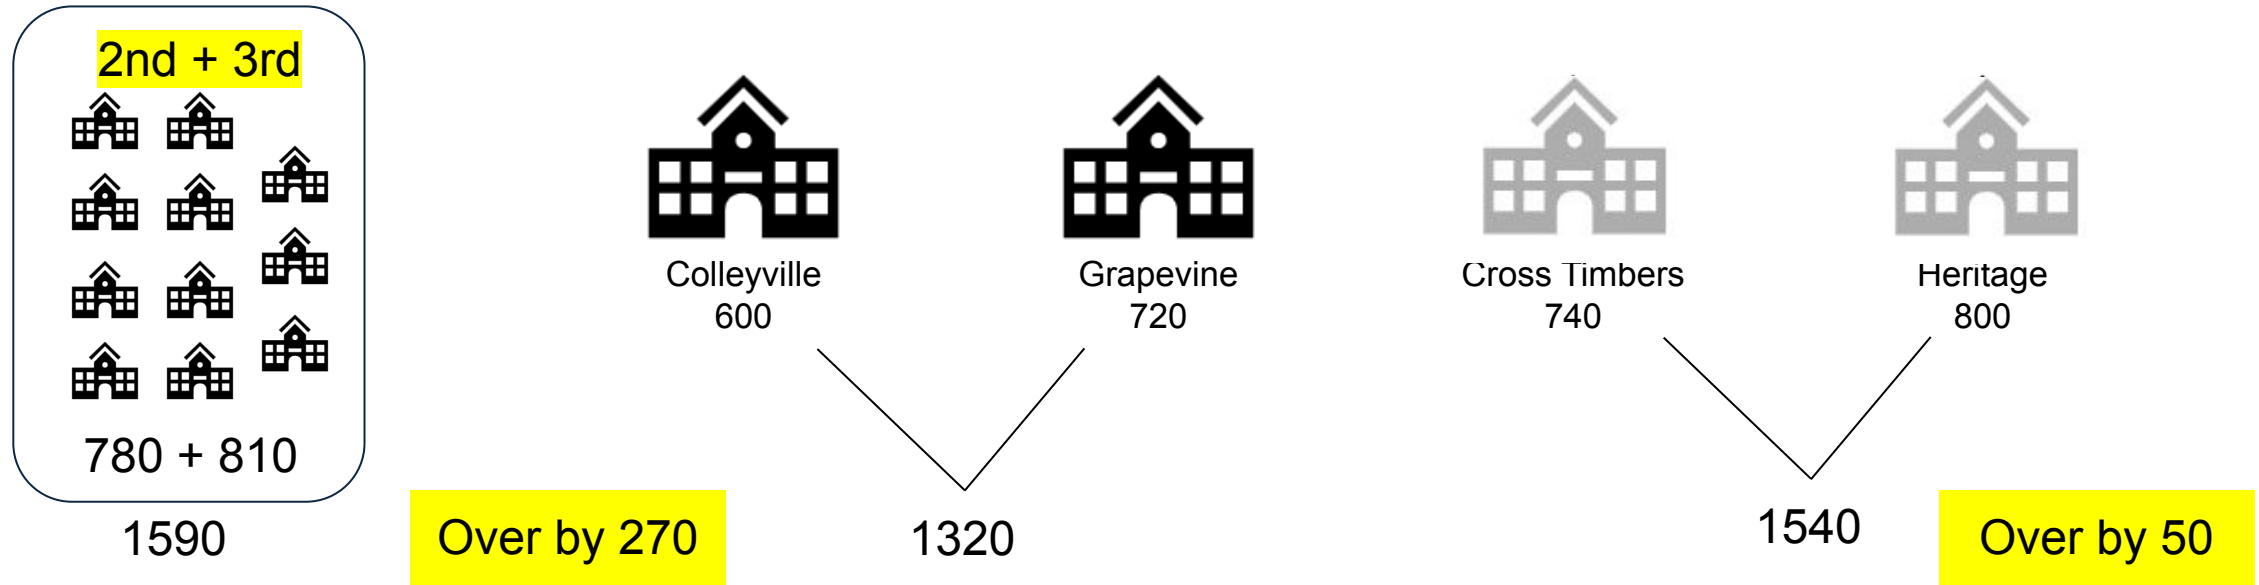 2nd + 3rd
780 + 810
1590
Over by 270
Colleyville
600
Grapevine
720
1320
Cross Timbers
740
Heritage
800
1540
Over by 50